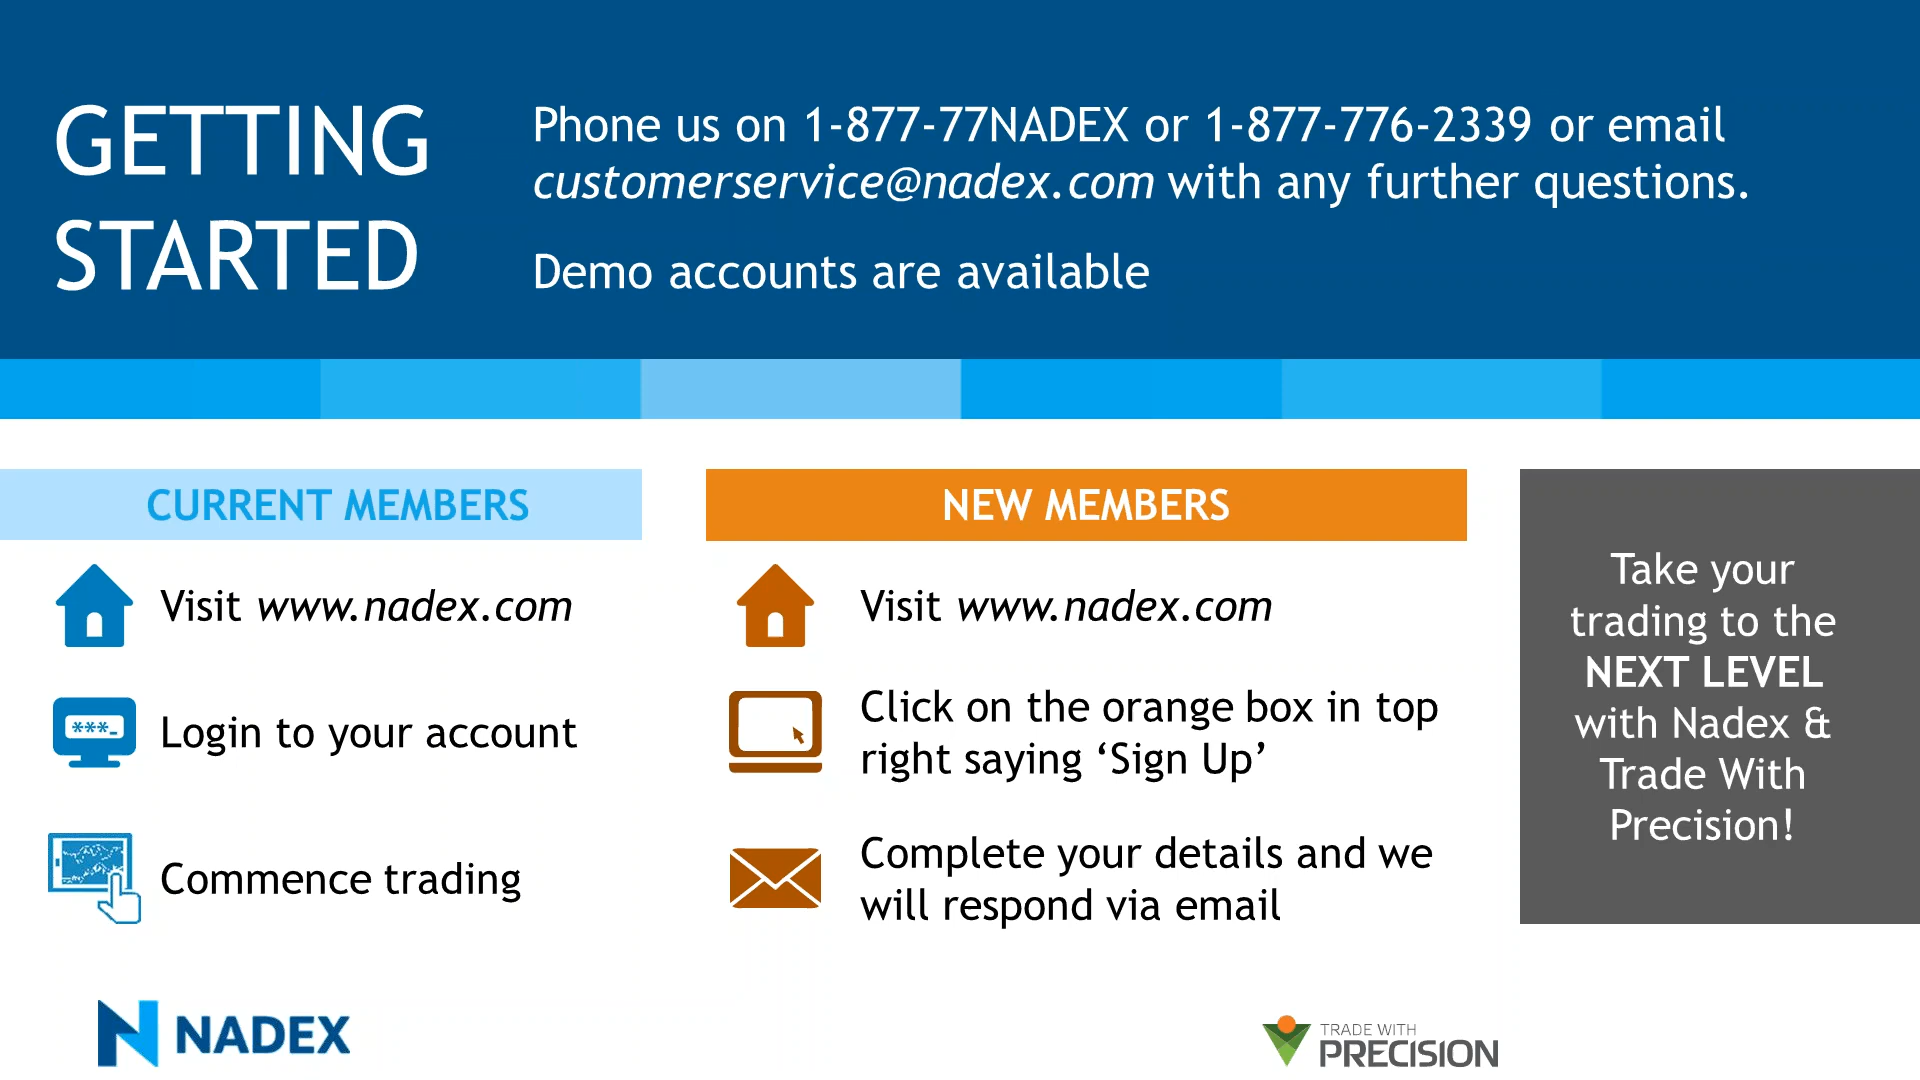 GETTING
STARTED
Phone us on 1-877-77NADEX or 1-877-776-2339 or email
customerservice@nadex.com with any further questions.
Demo accounts are available
CURRENT MEMBERS
Visit www.nadex.com
***_
Login to your account
Commence trading
NEW MEMBERS
Visit www.nadex.com
Click on the orange box in top
right saying ‘Sign Up’
Complete your details and we
will respond via email
Take your
trading to the
NEXT LEVEL
with Nadex &
Trade With
Precision!
NADEX
TRADE WITH
PRECISION